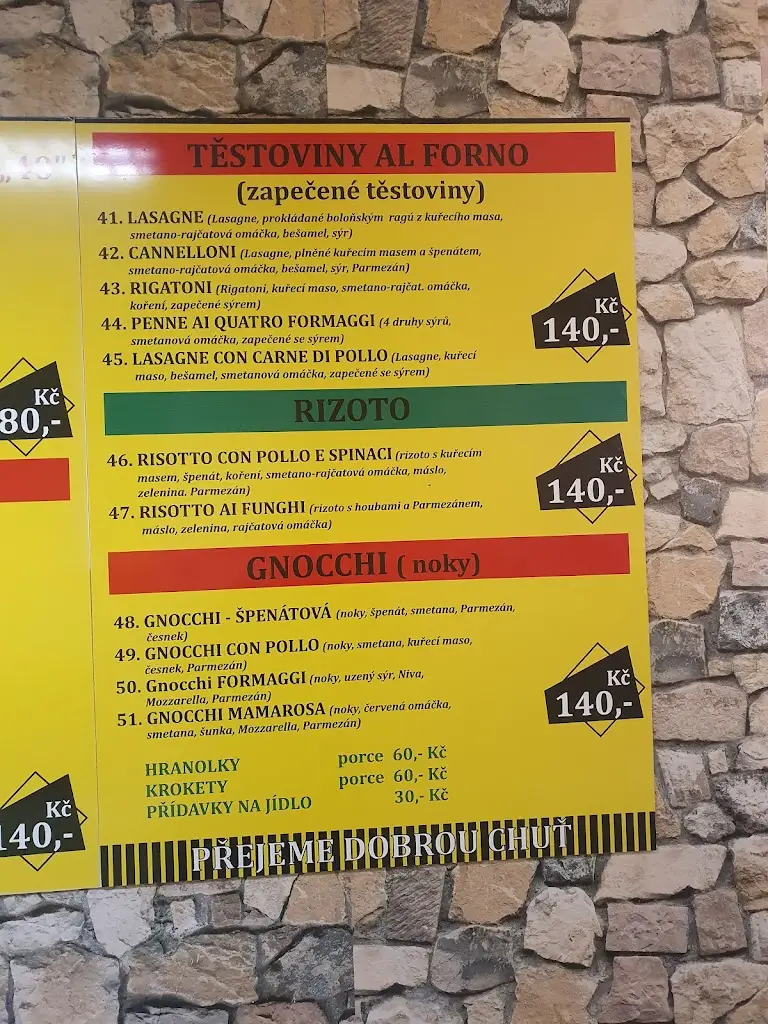 „40"
TĚSTOVINY AL FORNO
(zapečené těstoviny)
41. LASAGNE (Lasagne, prokládané boloňským ragú z kuřecího masa,
smetano-rajčatová omáčka, bešamel, sýr)
42. CANNELLONI (Lasagne, plněné kuřecím masem a špenátem,
smetano-rajčatová omáčka, bešamel, sýr, Parmezán)
43. RIGATONI (Rigatoni, kuřecí maso, smetano-rajčat. omáčka,
koření, zapečené sýrem)
44. PENNE AI QUATRO FORMAGGI (4 druhy sýrů,
smetanová omáčka, zapečené se sýrem)
45. LASAGNE CON CARNE DI POLLO (Lasagne, kuřecí
maso, bešamel, smetanová omáčka, zapečené se sýrem)
Kč
140,-
Kč
80,-
RIZOTO
46. RISOTTO CON POLLO E SPINACI (rizoto s kuřecím
masem, špenát, koření, smetano-rajčatová omáčka, máslo,
zelenina. Parmezán)
47. RISOTTO AI FUNGHI (rizoto s houbami a Parmezánem,
máslo, zelenina, rajčatová omáčka)
Kč
140,-
GNOCCHI ( noky)
48. GNOCCHI - ŠPENÁTOVÁ (noky, špenát, smetana, Parmezán,
česnek)
49. GNOCCHI CON POLLO (noky, smetana, kuřecí maso,
česnek, Parmezán)
50. Gnocchi FORMAGGI (noky, uzený sýr, Niva,
Mozzarella, Parmezán)
51. GNOCCHI MAMAROSA (noky, červená omáčka,
smetana, šunka, Mozzarella, Parmezán)
Kč
140,-
HRANOLKY porce 60,- Kč
KROKETY porce 60,- Kč
PŘÍDAVKY NA JÍDLO 30,- Kč
Kč
140,-
PŘEJEME DOBROU CHUŤ